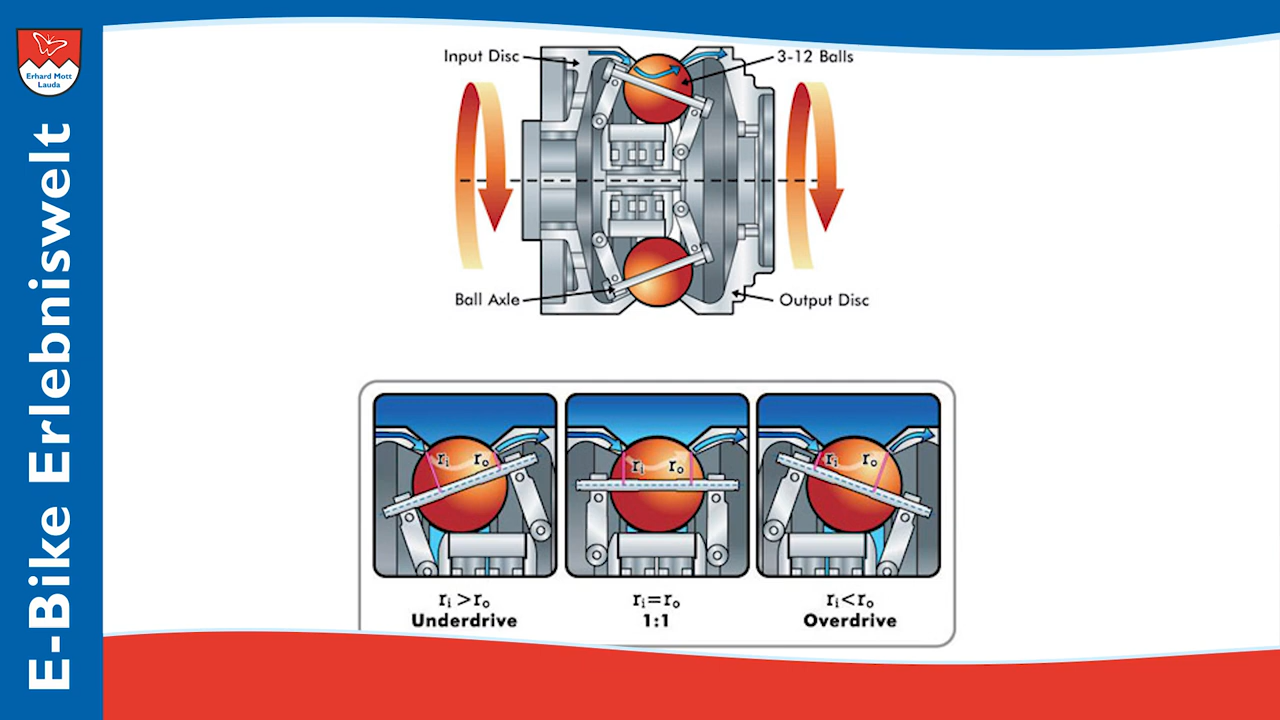 Erhard Mott
Lauda
E-Bike Erlebniswelt
Input Disc
3-12 Balls
Ball Axle
Output Disc
ri ro
ri ro
ri ro
ri >ro
Underdrive
ri=ro
1:1
ri<ro
Overdrive